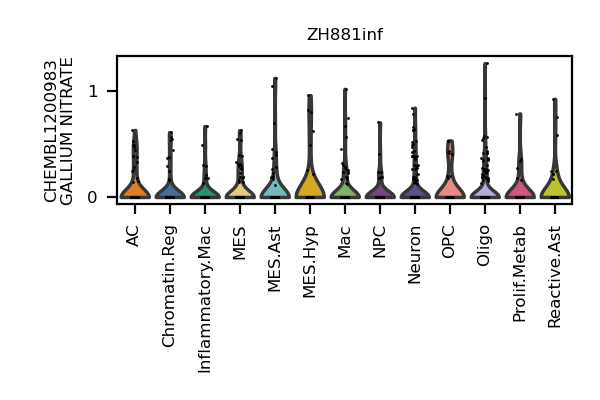 ZH881inf
CHEMBL1200983
GALLIUM NITRATE
1
0
AC
Chromatin.Reg
Inflammatory.Mac
MES
MES.Ast
MES.Hyp
Mac
NPC
Neuron
OPC
Oligo
Prolif.Metab
Reactive.Ast